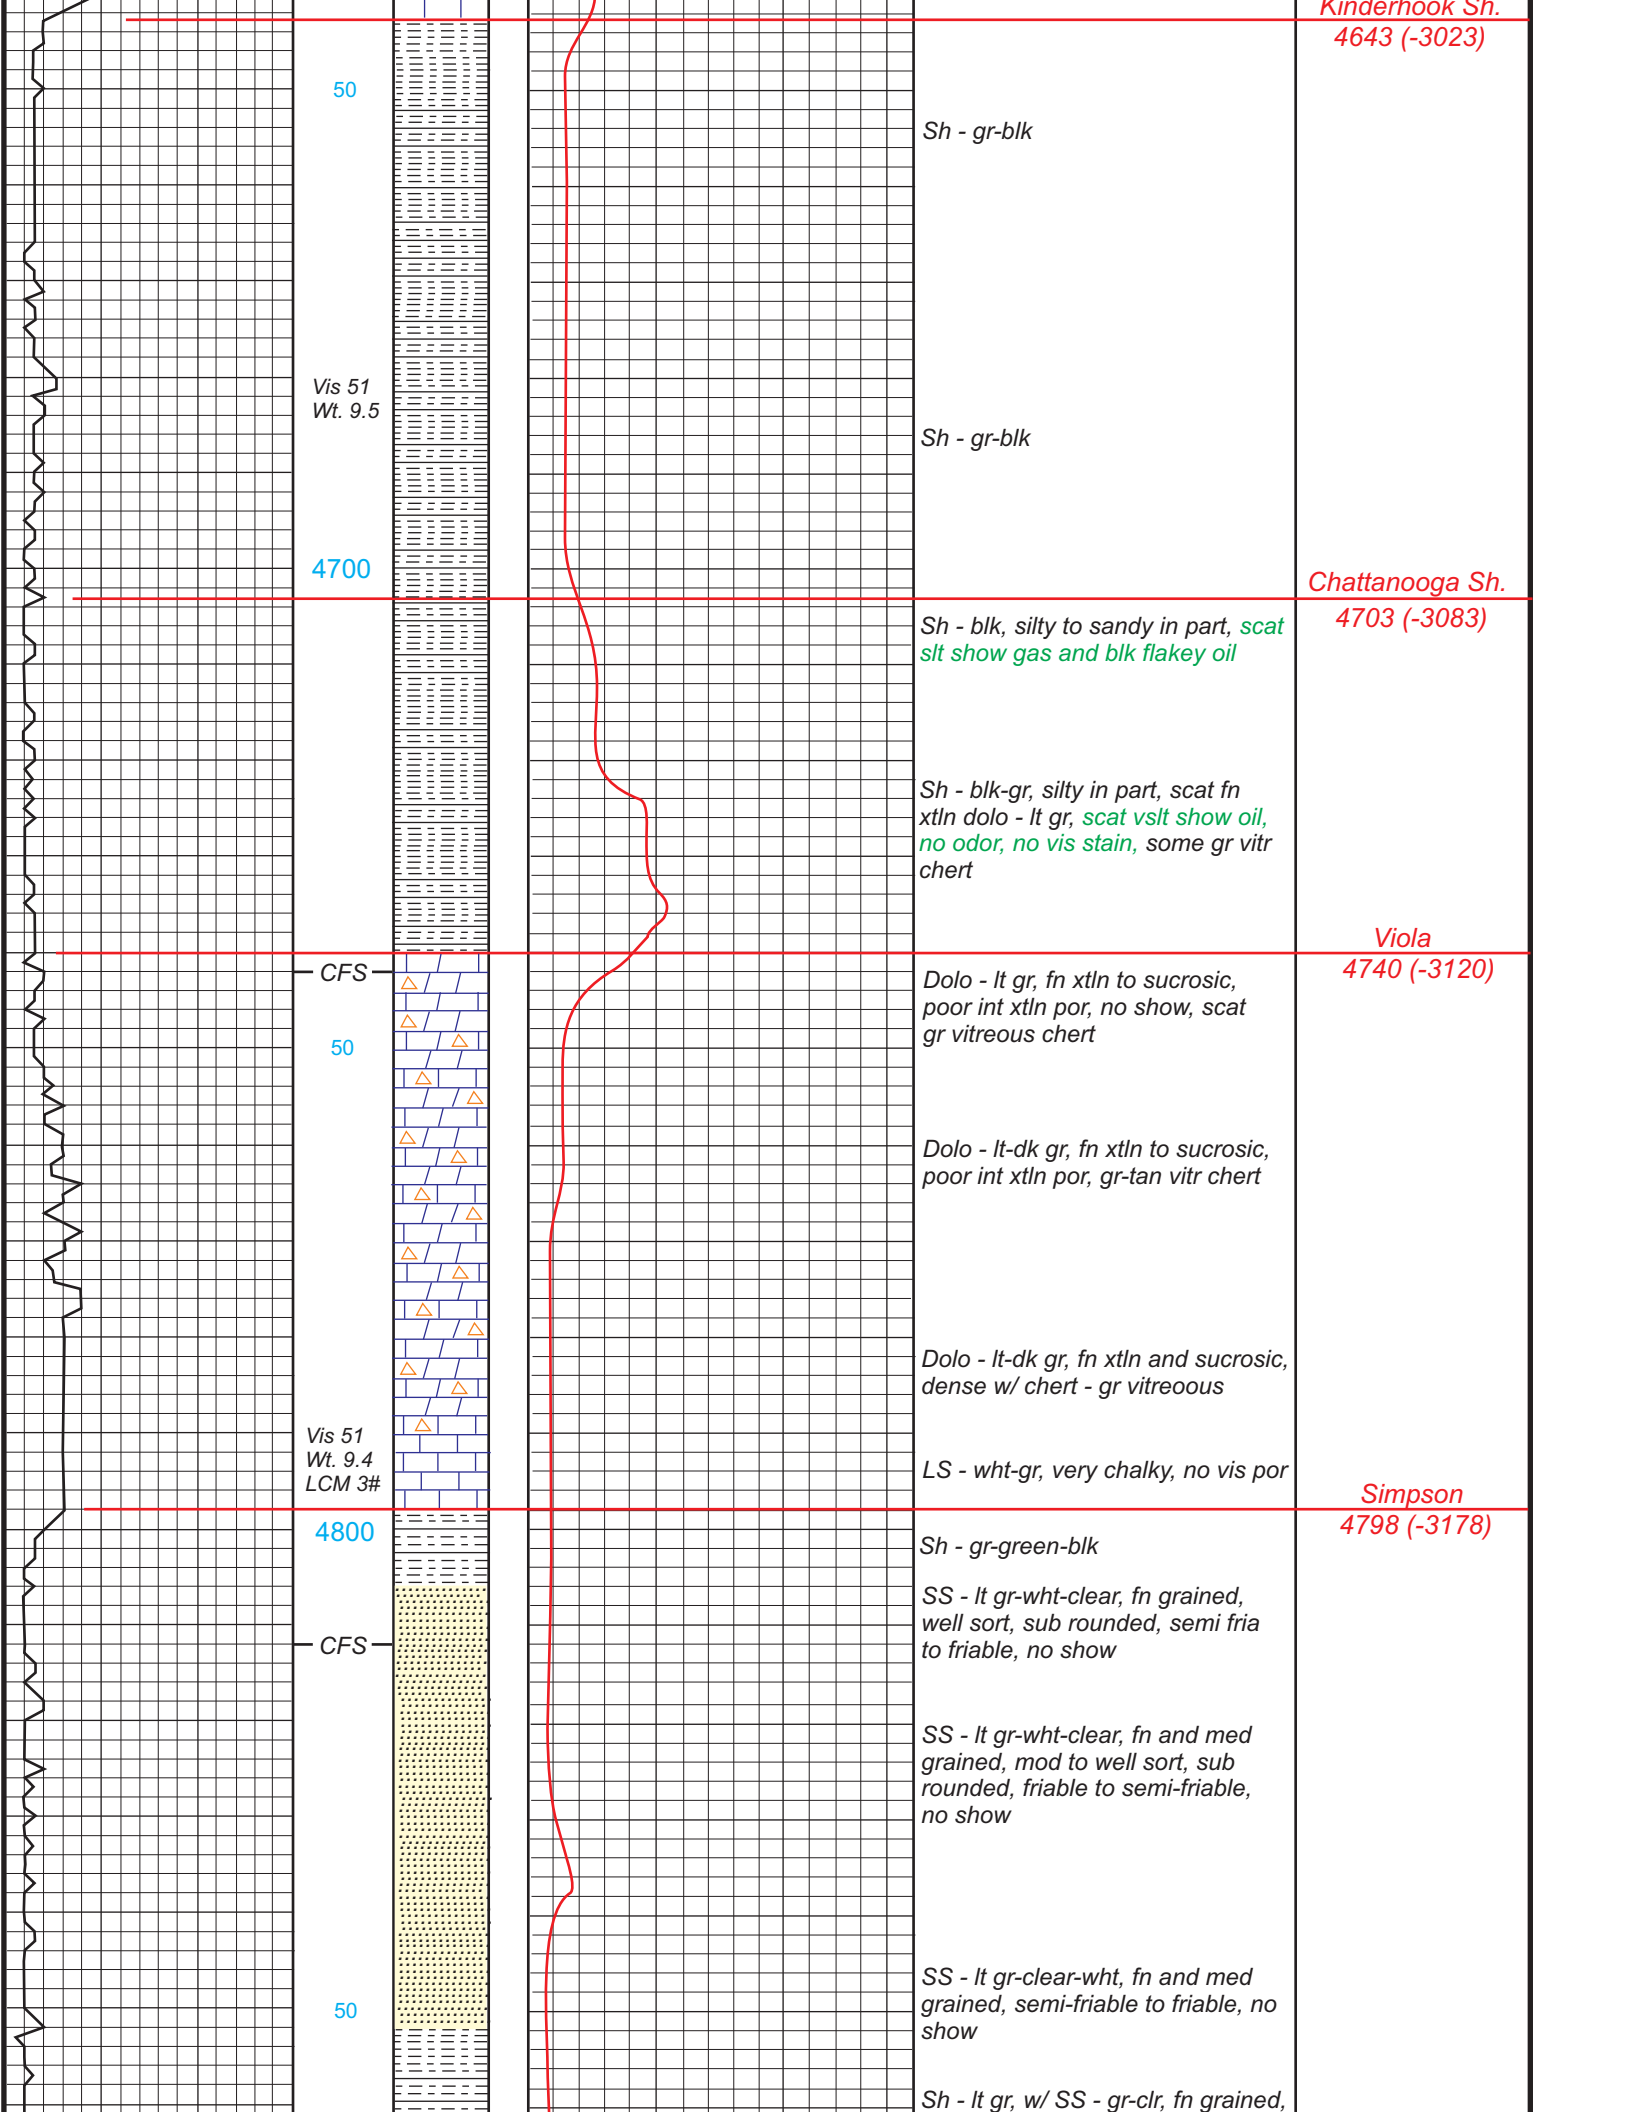 Kinderhook Sh.
4643 (-3023)
50
Sh - gr-blk
Vis 51
Wt. 9.5
Sh - gr-blk
4700
Chattanooga Sh.
4703 (-3083)
Sh - blk, silty to sandy in part, scat
slt show gas and blk flakey oil
Sh - blk-gr, silty in part, scat fn
xtln dolo - lt gr, scat vslt show oil,
no odor, no vis stain, some gr vitr
chert
Viola
4740 (-3120)
CFS
Dolo - lt gr, fn xtln to sucrosic,
poor int xtln por, no show, scat
gr vitreous chert
50
Dolo - lt-dk gr, fn xtln to sucrosic,
poor int xtln por, gr-tan vitr chert
Dolo - lt-dk gr, fn xtln and sucrosic,
dense w/ chert - gr vitreoous
Vis 51
Wt. 9.4
LCM 3#
LS - wht-gr, very chalky, no vis por
Simpson
4798 (-3178)
4800
Sh - gr-green-blk
SS - lt gr-wht-clear, fn grained,
well sort, sub rounded, semi fria
to friable, no show
CFS
SS - lt gr-wht-clear, fn and med
grained, mod to well sort, sub
rounded, friable to semi-friable,
no show
SS - lt gr-clear-wht, fn and med
grained, semi-friable to friable, no
show
50
Sh - lt gr, w/ SS - gr-clr, fn grained,